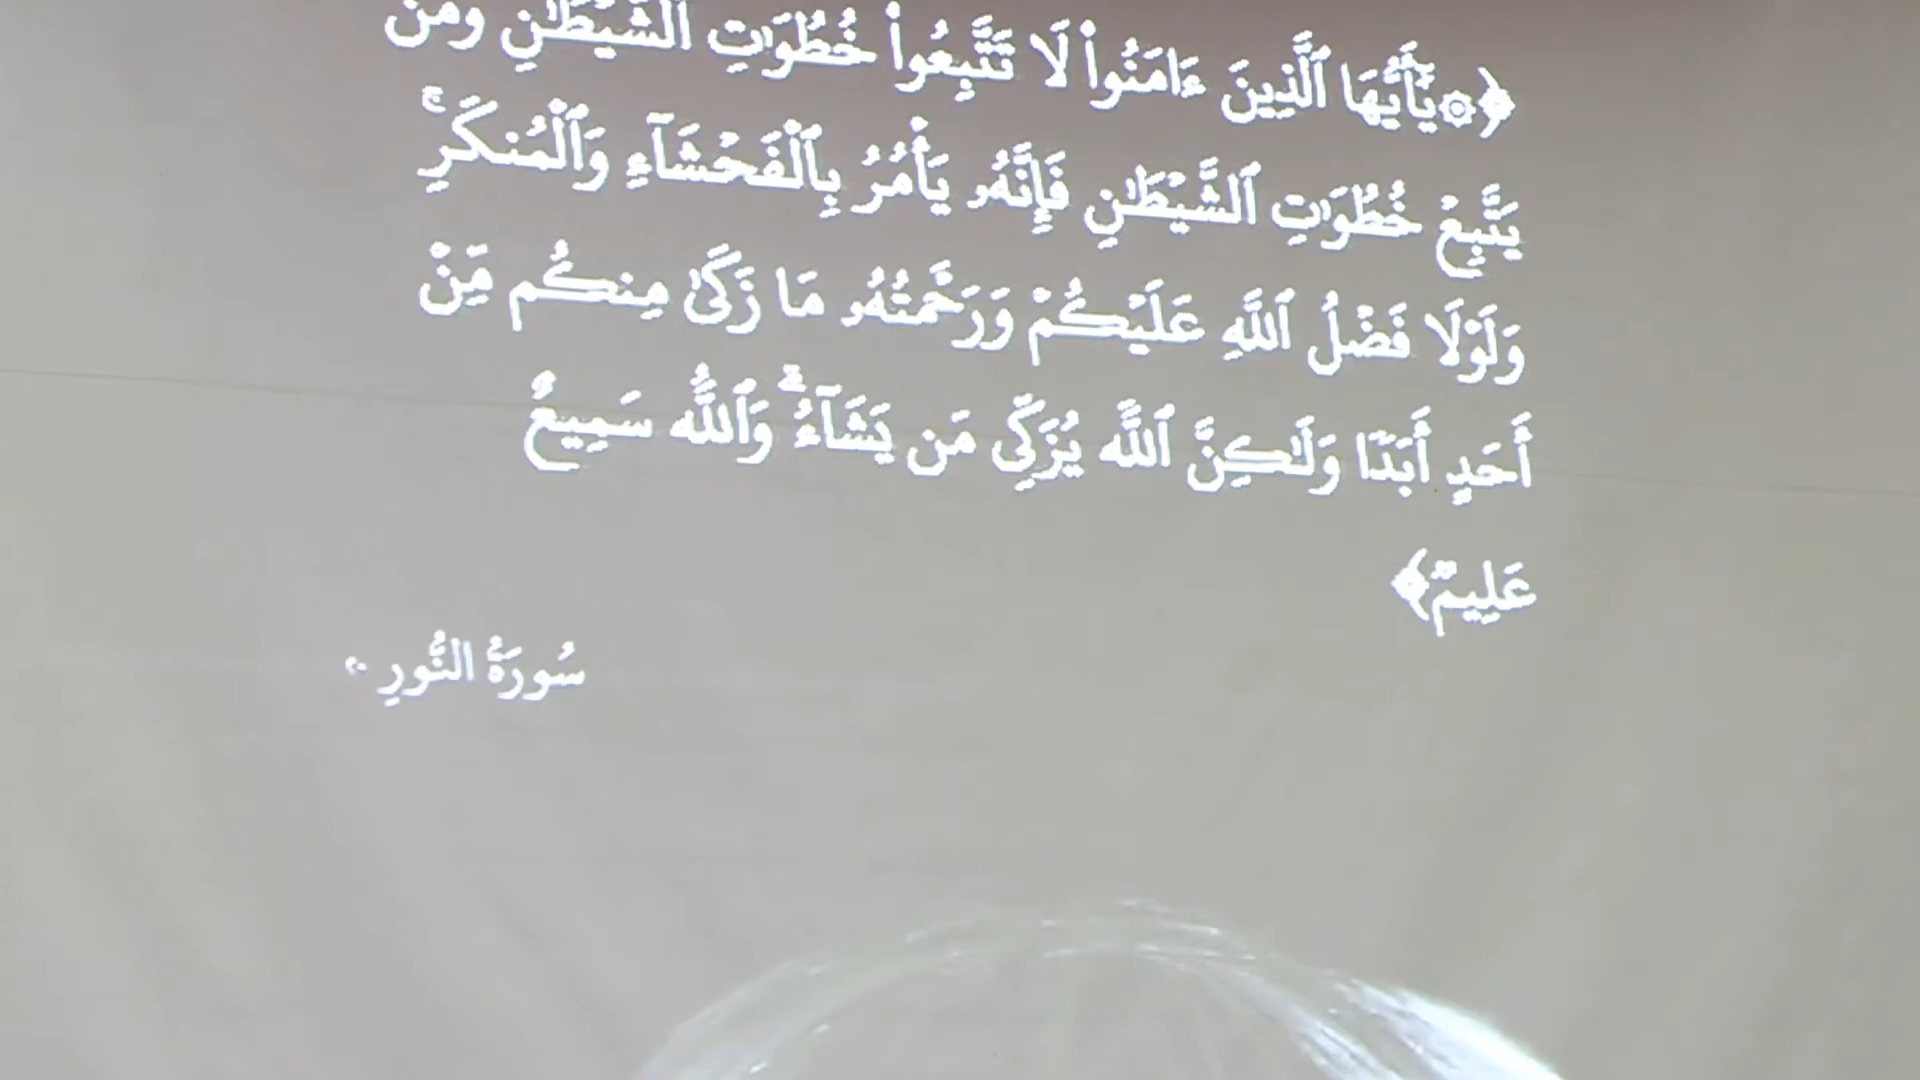 ﴿۞يَٰٓأَيُّهَا ٱلَّذِينَ ءَامَنُواْ لَا تَتَّبِعُواْ خُطُوَٰتِ ٱلشَّيْطَٰنِ وَمَن
يَتَّبِعْ خُطُوَٰتِ ٱلشَّيْطَٰنِ فَإِنَّهُۥ يَأْمُرُ بِٱلْفَحْشَآءِ وَٱلْمُنكَرِۚ
وَلَوْلَا فَضْلُ ٱللَّهِ عَلَيْكُمْ وَرَحْمَتُهُۥ مَا زَكَىٰ مِنكُم مِّنْ
أَحَدٍ أَبَدًا وَلَٰكِنَّ ٱللَّهَ يُزَكِّى مَن يَشَآءُۗ وَٱللَّهُ سَمِيعٌ
عَلِيمٌ﴾
سُورَةُ النُّورِ